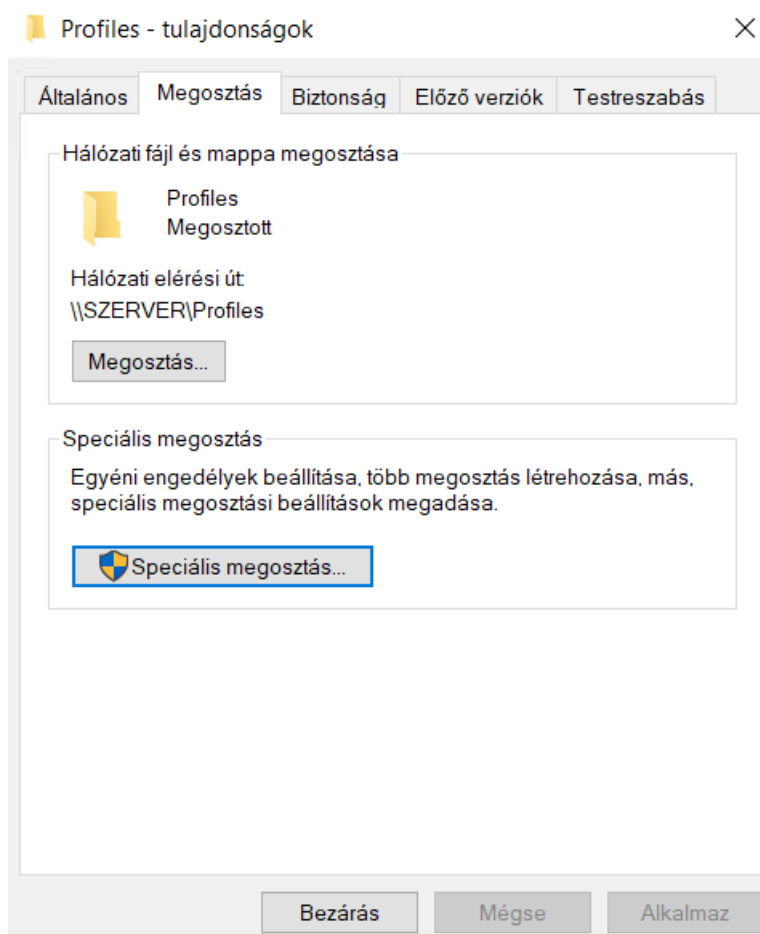 Profiles - tulajdonságok
Általános Megosztás Biztonság Előző verziók Testreszabás
Hálózati fájl és mappa megosztása
Profiles
Megosztott
Hálózati elérési út:
\\SZERVER\Profiles
Megosztás...
Speciális megosztás
Egyéni engedélyek beállítása, több megosztás létrehozása, más,
speciális megosztási beállítások megadása.
Speciális megosztás...
Bezárás Mégse Alkalmaz